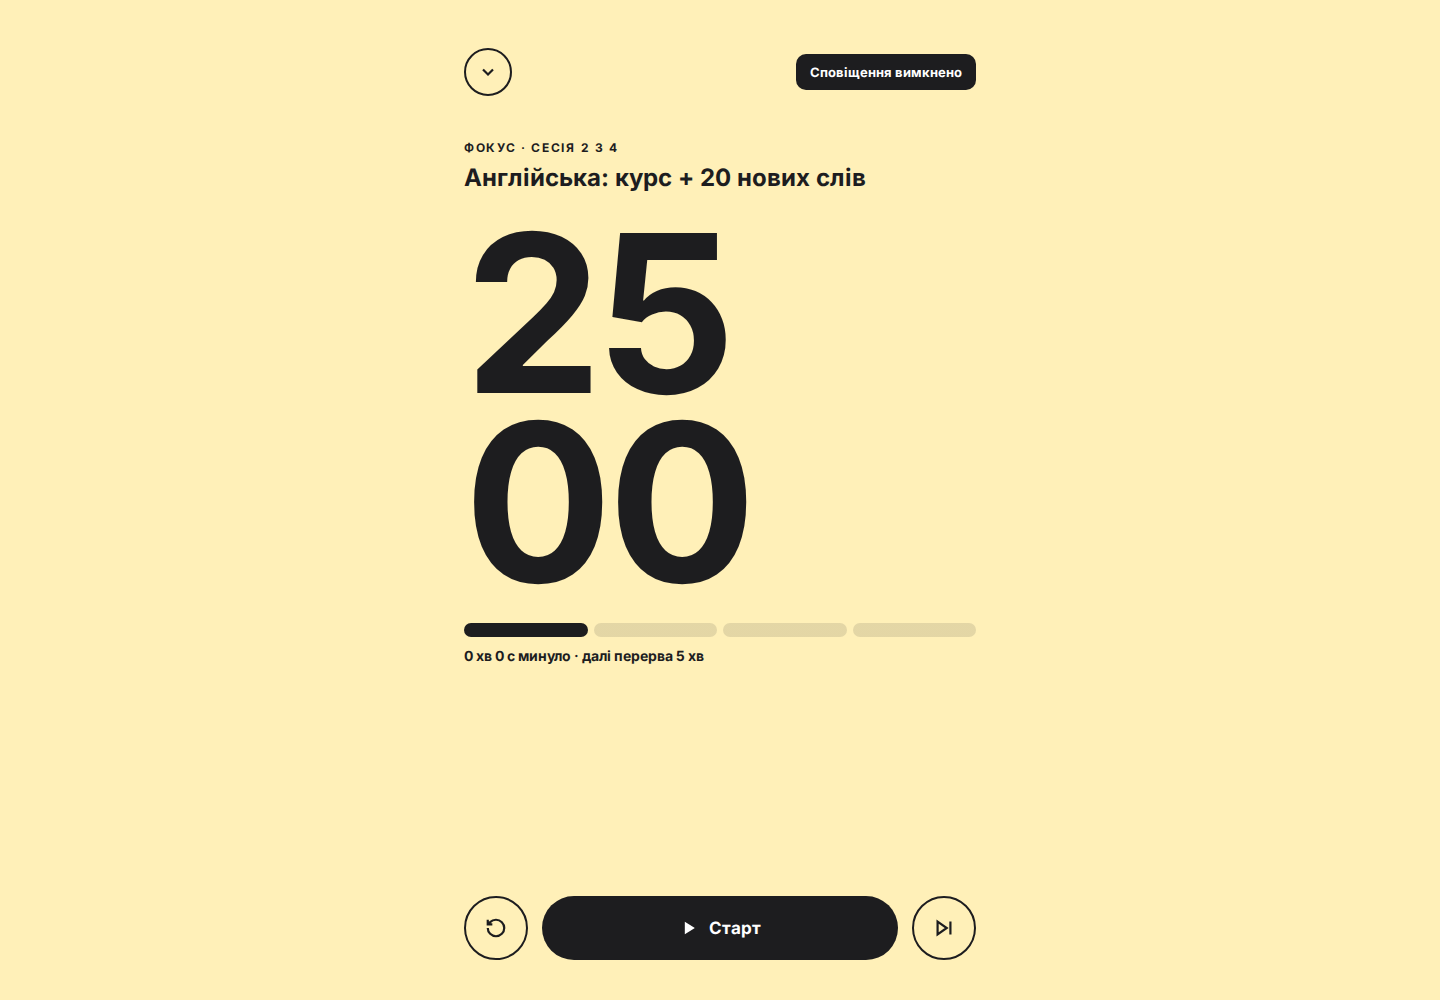 Сповіщення вимкнено
ФОКУС · СЕСІЯ 2 3 4
Англійська: курс + 20 нових слів
25
00
0 хв 0 с минуло · далі перерва 5 хв
Старт